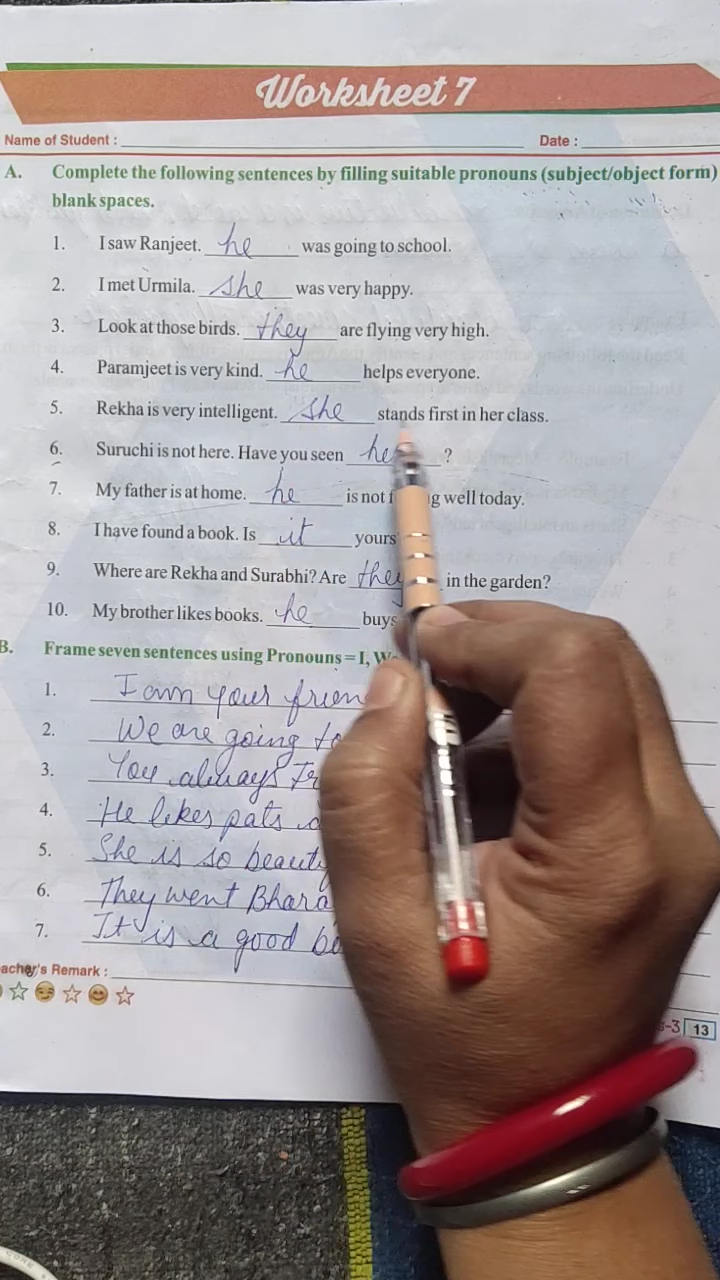 Worksheet 7
Name of Student : Date :
A. Complete the following sentences by filling suitable pronouns (subject/object form)
blank spaces.
1. I saw Ranjeet. he was going to school.
2. I met Urmila. she was very happy.
3. Look at those birds. they are flying very high.
4. Paramjeet is very kind. he helps everyone.
5. Rekha is very intelligent. she stands first in her class.
6. Suruchi is not here. Have you seen ?
7. My father is at home. he is not g well today.
8. I have found a book. Is it yours
9. Where are Rekha and Surabhi? Are they in the garden?
10. My brother likes books. he buys
B. Frame seven sentences using Pronouns = I,
1. I am your
2. We are going
3. You always
4. He likes pats
5. She is so
6. They went
7. It is a good
acher's Remark :
-3 13